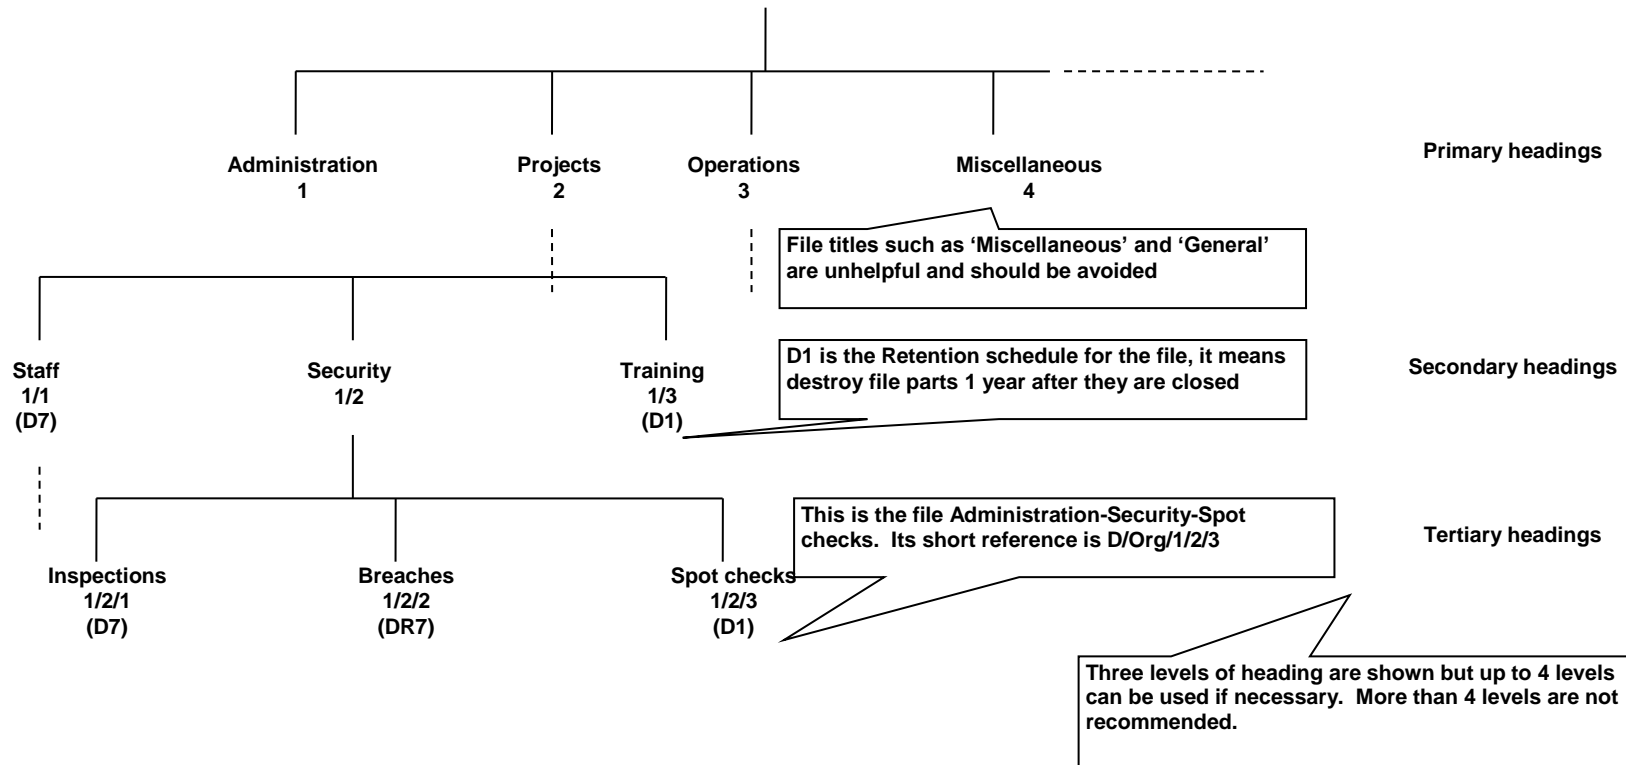 Administration
1
Projects
2
Operations
3
Miscellaneous
4
Primary headings
File titles such as ‘Miscellaneous’ and ‘General’
are unhelpful and should be avoided
Staff
1/1
(D7)
Security
1/2
Training
1/3
(D1)
D1 is the Retention schedule for the file, it means
destroy file parts 1 year after they are closed
Secondary headings
Inspections
1/2/1
(D7)
Breaches
1/2/2
(DR7)
Spot checks
1/2/3
(D1)
This is the file Administration-Security-Spot
checks. Its short reference is D/Org/1/2/3
Tertiary headings
Three levels of heading are shown but up to 4 levels
can be used if necessary. More than 4 levels are not
recommended.